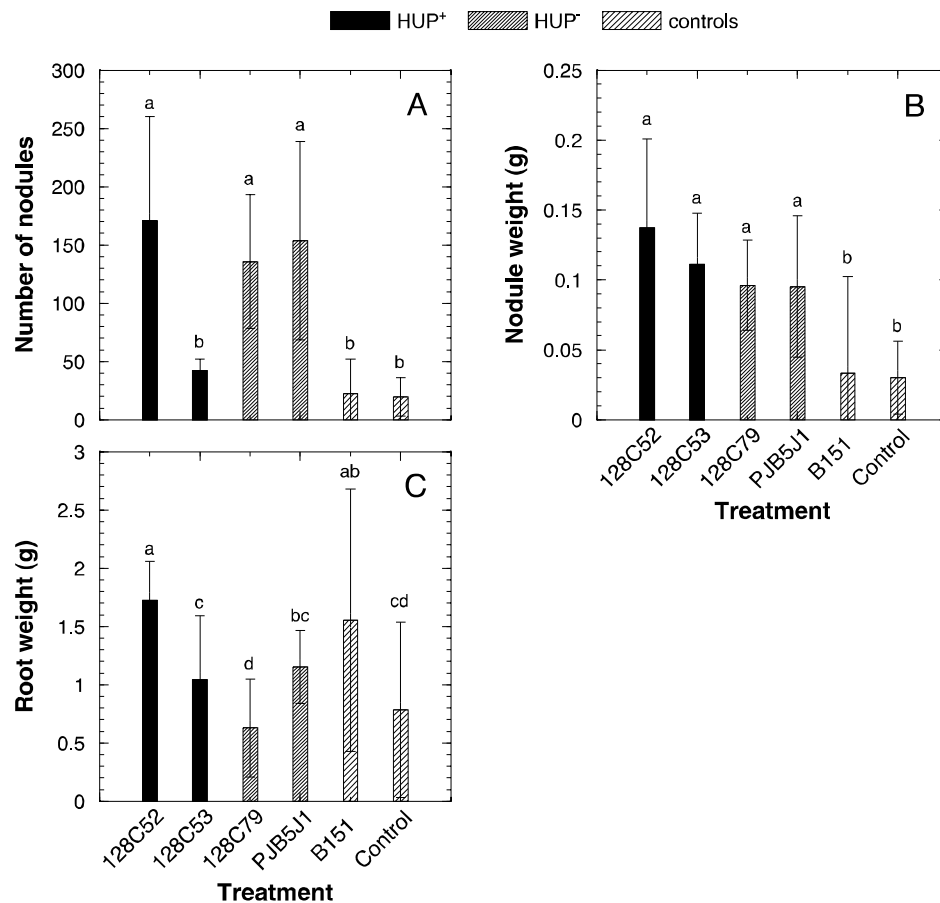 HUP+ HUP- controls
A
300
250
200
150
100
50
0
Number of nodules
a
b
a
a
b
b
B
0.25
0.2
0.15
0.1
0.05
0
Nodule weight (g)
a
a
a
a
b
b
128C52 128C53 128C79 PJB5J1 B151 Control
Treatment
C
3
2.5
2
1.5
1
0.5
0
Root weight (g)
a
c
d
bc
ab
cd
128C52 128C53 128C79 PJB5J1 B151 Control
Treatment